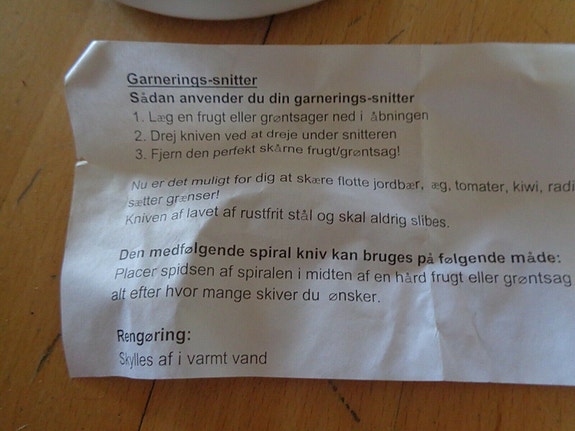 Garnerings-snitter
Sådan anvender du din garnerings-snitter
1. Læg en frugt eller grøntsager ned i åbningen
2. Drej kniven ved at dreje under snitteren
3. Fjern den perfekt skårne frugt/grøntsag!
Nu er det muligt for dig at skære flotte jordbær, æg, tomater, kiwi, radi
sætter grænser!
Kniven af lavet af rustfrit stål og skal aldrig slibes.
Den medfølgende spiral kniv kan bruges på følgende måde:
Placer spidsen af spiralen i midten af en hård frugt eller grøntsag
alt efter hvor mange skiver du ønsker.
Rengøring:
Skylles af i varmt vand